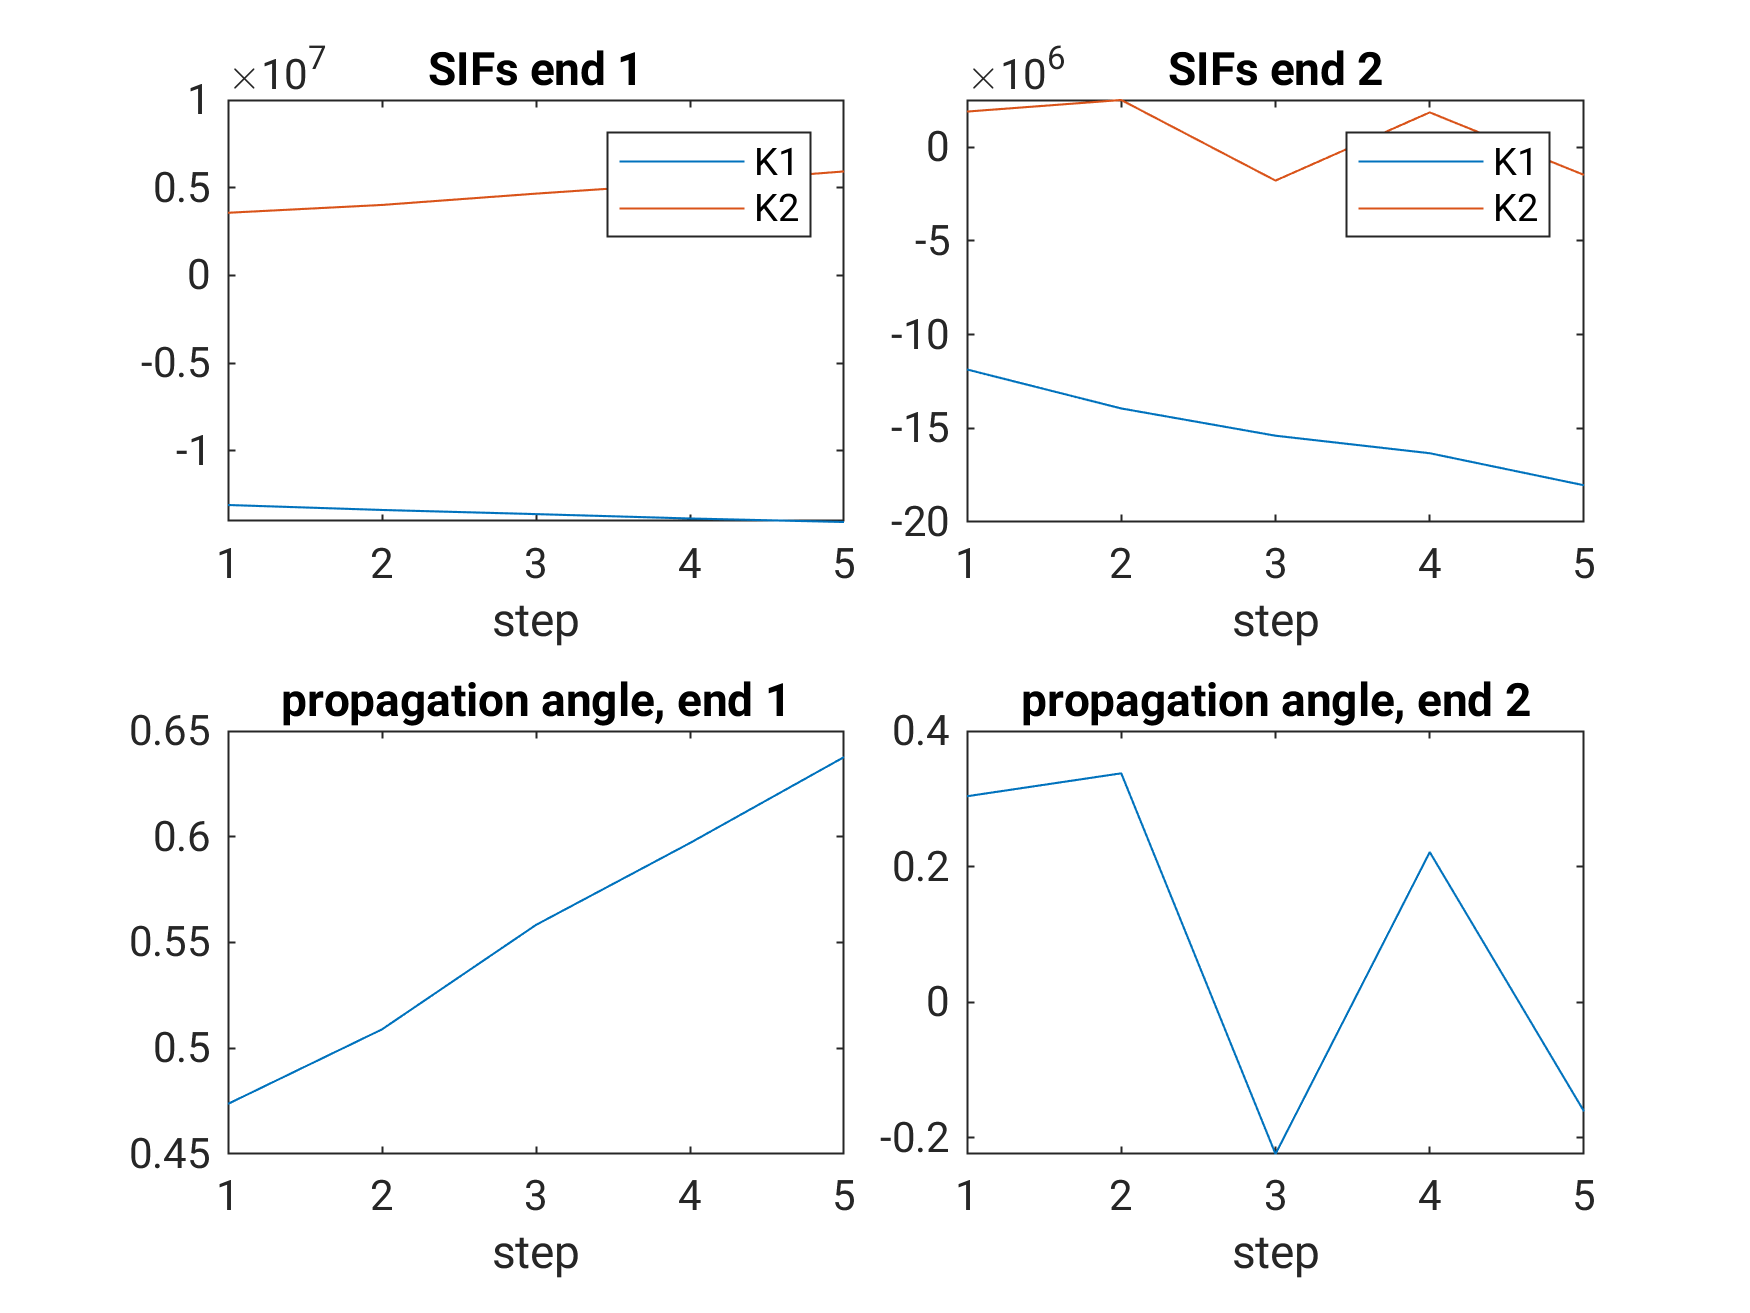 SIFs end 1
×10^7
1
0.5
0
-0.5
-1
1 2 3 4 5
step
K1
K2
SIFs end 2
×10^6
0
-5
-10
-15
-20
1 2 3 4 5
step
K1
K2
propagation angle, end 1
0.65
0.6
0.55
0.5
0.45
1 2 3 4 5
step
propagation angle, end 2
0.4
0.2
0
-0.2
1 2 3 4 5
step